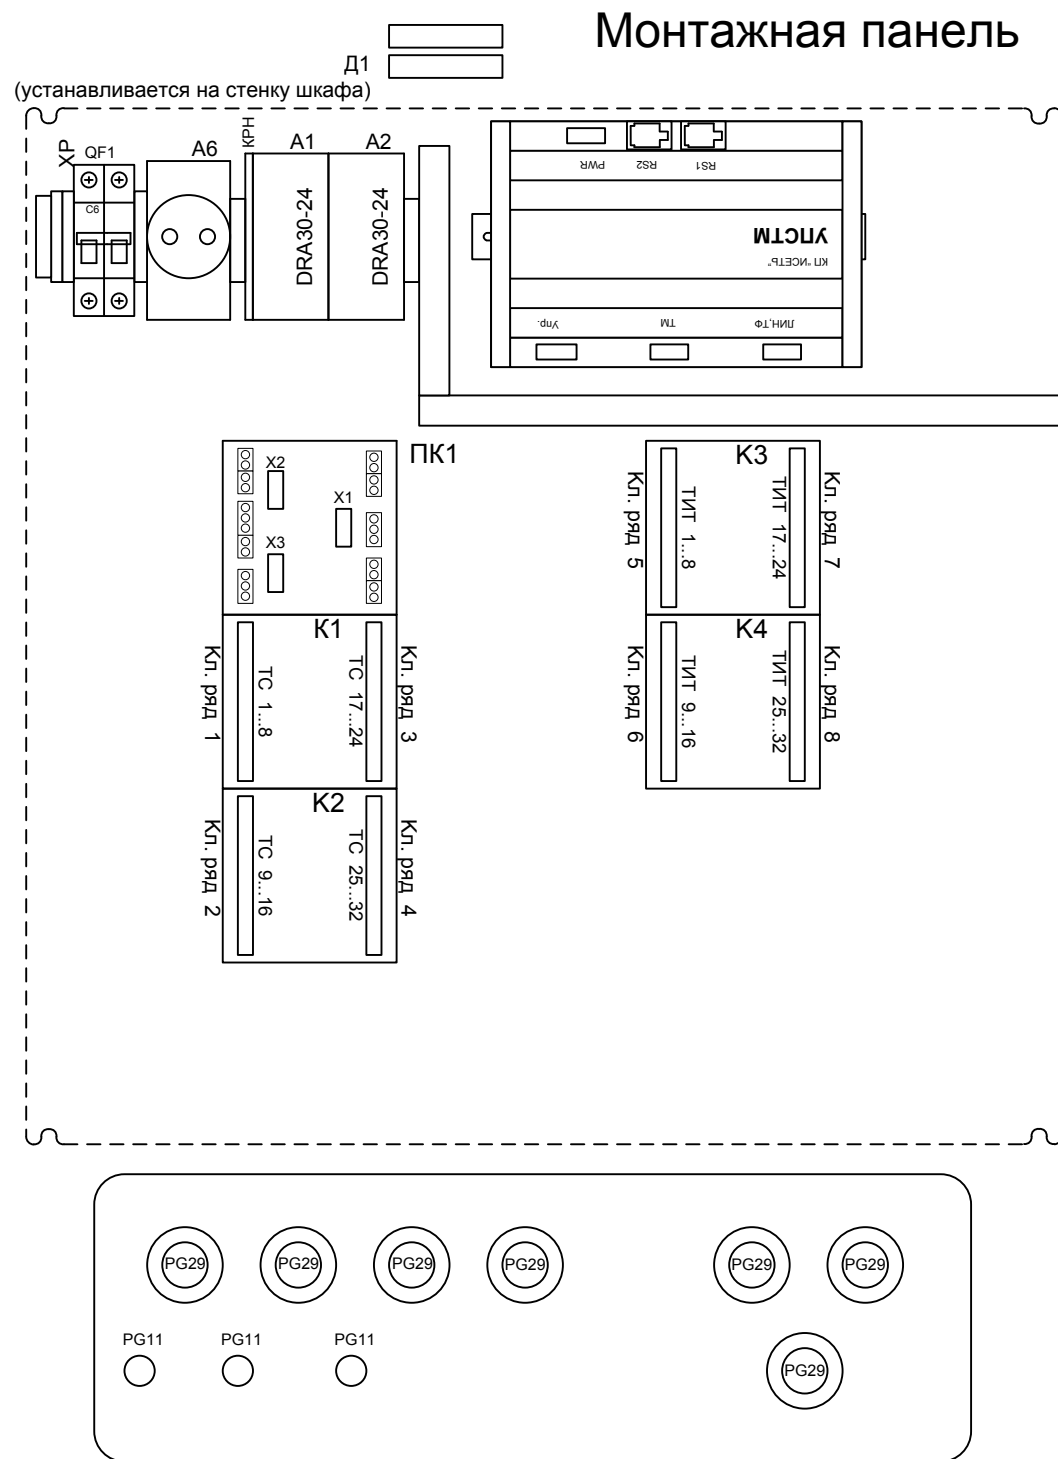 Монтажная панель
Д1
(устанавливается на стенку шкафа)
XP
QF1
C6
A6
КРН
A1
A2
DRA30-24
DRA30-24
PWR
RS2
RS1
УПСТМ
КП "ИСЕТЬ"
Упр.
ТМ
ЛИН,ТФ
ПК1
X2
X1
X3
К1
Кл. ряд 1
ТС 1...8
ТС 17...24
Кл. ряд 3
К2
Кл. ряд 2
ТС 9...16
ТС 25...32
Кл. ряд 4
К3
Кл. ряд 5
ТИТ 1...8
ТИТ 17...24
Кл. ряд 7
К4
Кл. ряд 6
ТИТ 9...16
ТИТ 25...32
Кл. ряд 8
PG29
PG29
PG29
PG29
PG29
PG29
PG11
PG11
PG11
PG29